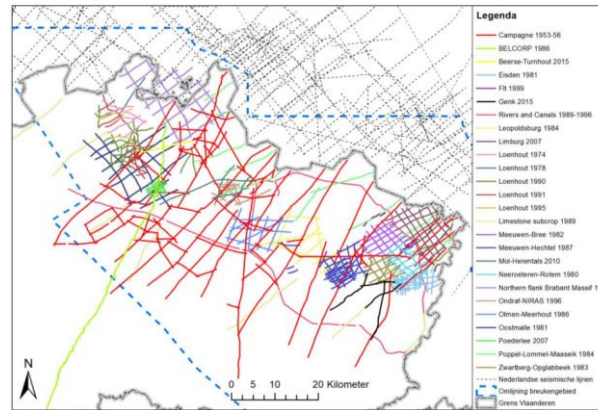 Legenda
Campagne 1953-56
BELCORP 1986
Beerse-Turnhout 2015
Eisden 1981
Flt 1999
Genk 2015
Rivers and Canals 1989-1996
Leopoldsburg 1984
Limburg 2007
Loenhout 1974
Loenhout 1978
Loenhout 1990
Loenhout 1991
Loenhout 1995
Limestone subcrop 1989
Meeuwen-Bree 1982
Meeuwen-Hechtel 1987
Mol-Herentals 2010
Neeroeteren-Rotem 1980
Northern flank Brabant Massif 1
Ondraf-NIRAS 1996
Olmen-Meerhout 1986
Oostmalle 1981
Poederlee 2007
Poppel-Lommel-Maaseik 1984
Zwartberg-Opglabbeek 1983
Nederlandse seismische lijnen
Omlijning breukengebied
Grens Vlaanderen
N
0 10 20 Kilometer